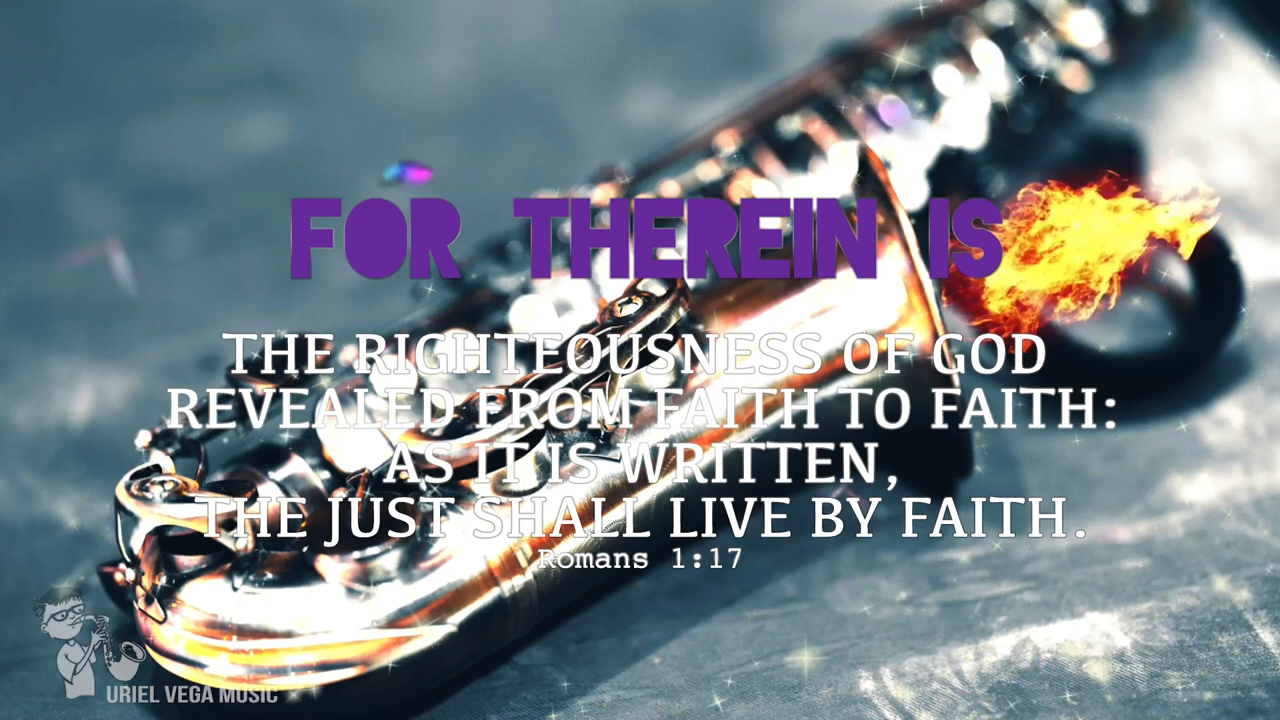 FOR THEREIN IS
THE RIGHTEOUSNESS OF GOD
REVEALED FROM FAITH TO FAITH:
AS IT IS WRITTEN,
THE JUST SHALL LIVE BY FAITH.
Romans 1:17
URIEL VEGA MUSIC